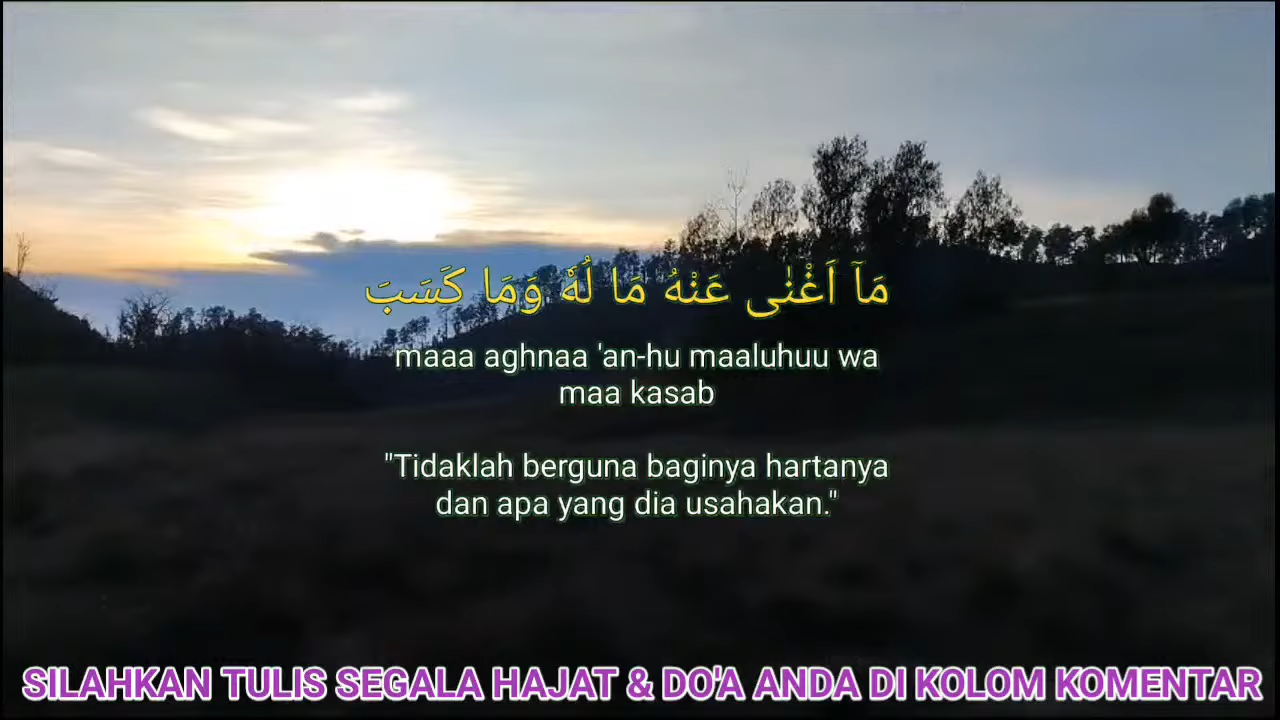 مَآ اَغْنٰى عَنْهُ مَا لُهٗ وَمَا كَسَبَ
maaa aghnaa 'an-hu maaluhuu wa
maa kasab
"Tidaklah berguna baginya hartanya
dan apa yang dia usahakan."
SILAHKAN TULIS SEGALA HAJAT & DO'A ANDA DI KOLOM KOMENTAR